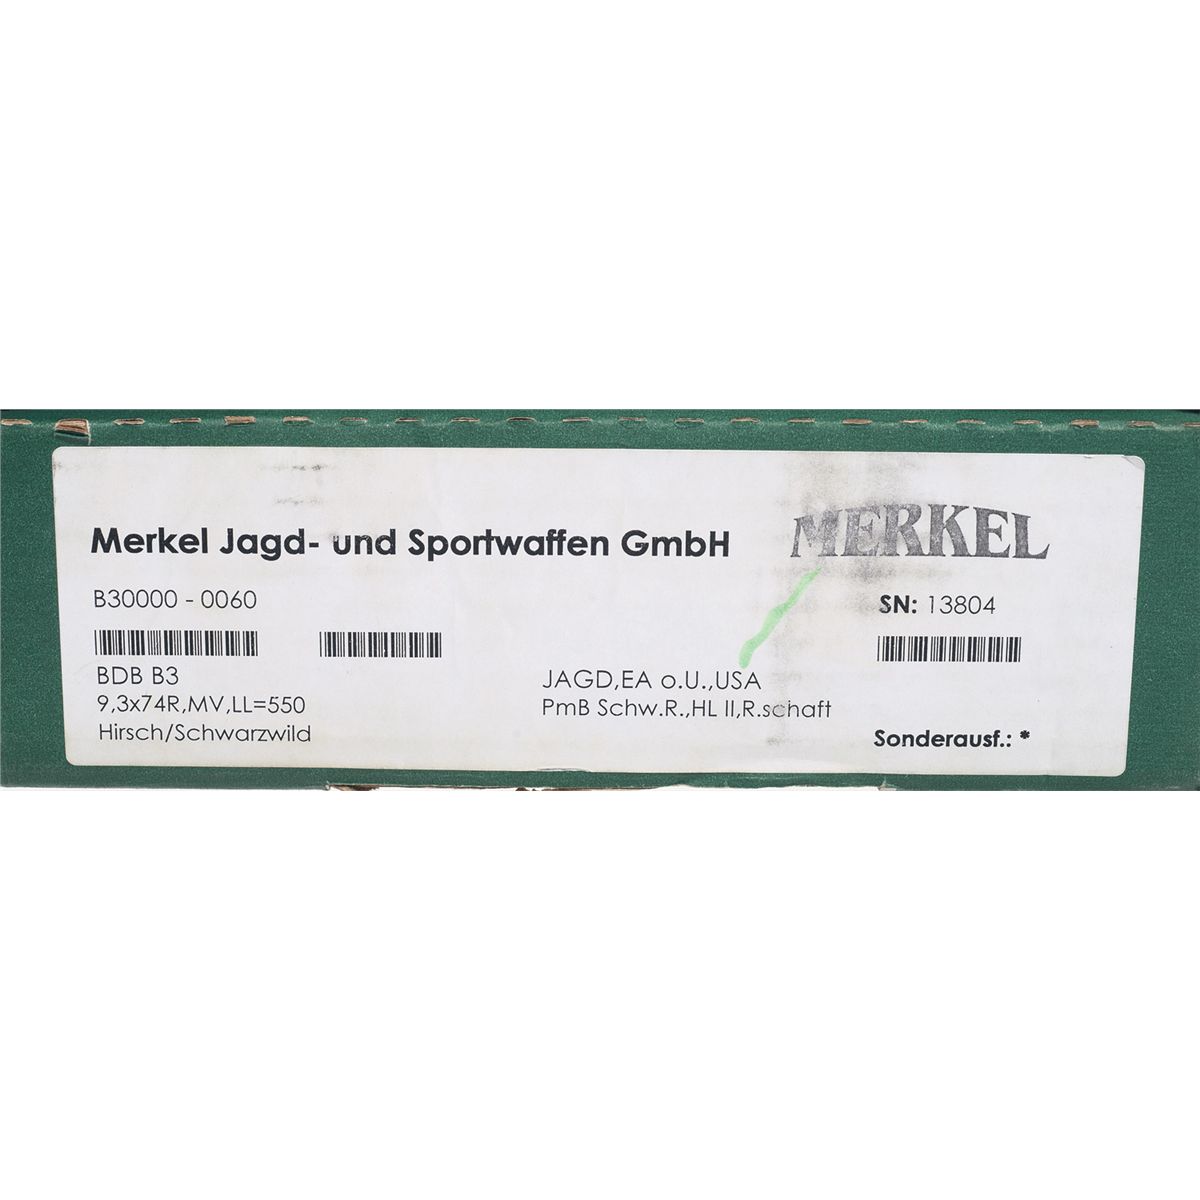 Merkel Jagd- und Sportwaffen GmbH
MERKEL
B30000 - 0060
SN: 13804
BDB B3
9,3x74R,MV,LL=550
Hirsch/Schwarzwild
JAGD,EA o.U.,USA
PmB Schw.R.,HL II,R.schaft
Sonderausf.: *